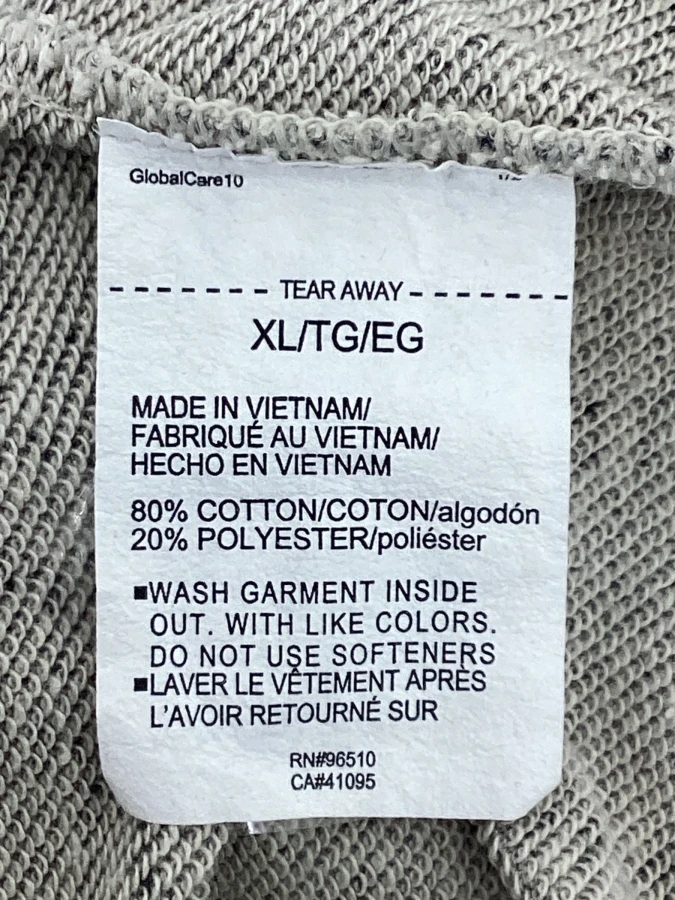 GlobalCare10
- - - - - - - TEAR AWAY - - - - - - -
XL/TG/EG
MADE IN VIETNAM/
FABRIQUÉ AU VIETNAM/
HECHO EN VIETNAM
80% COTTON/COTON/algodón
20% POLYESTER/poliéster
■WASH GARMENT INSIDE
OUT. WITH LIKE COLORS.
DO NOT USE SOFTENERS
■LAVER LE VÊTEMENT APRÈS
L'AVOIR RETOURNÉ SUR
RN#96510
CA#41095